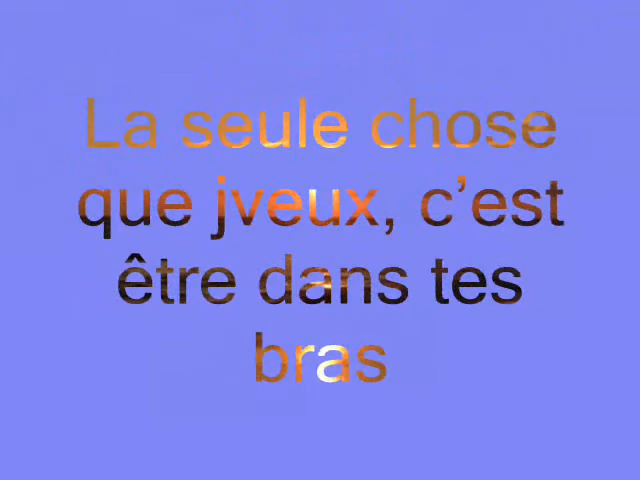 La seule chose
que jveux, c’est
être dans tes
bras